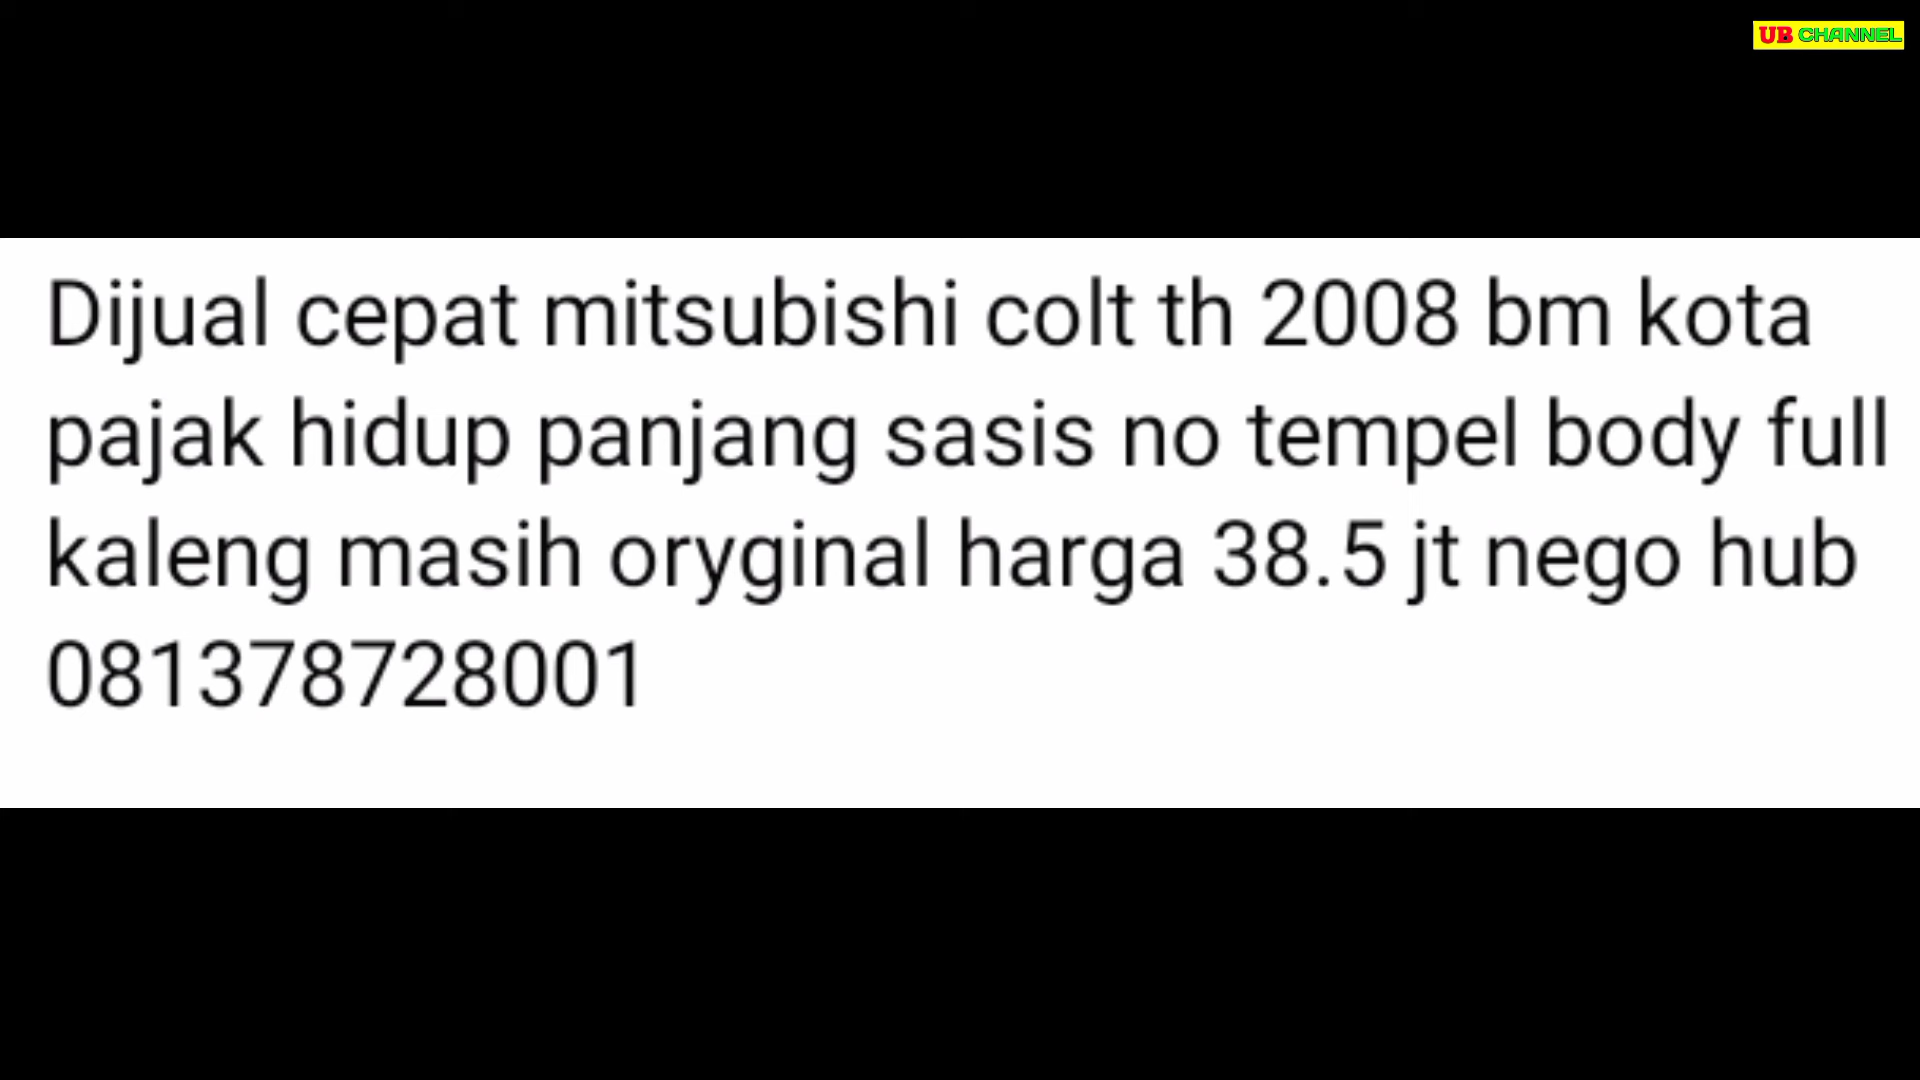 UB CHANNEL
Dijual cepat mitsubishi colt th 2008 bm kota
pajak hidup panjang sasis no tempel body full
kaleng masih oryginal harga 38.5 jt nego hub
081378728001